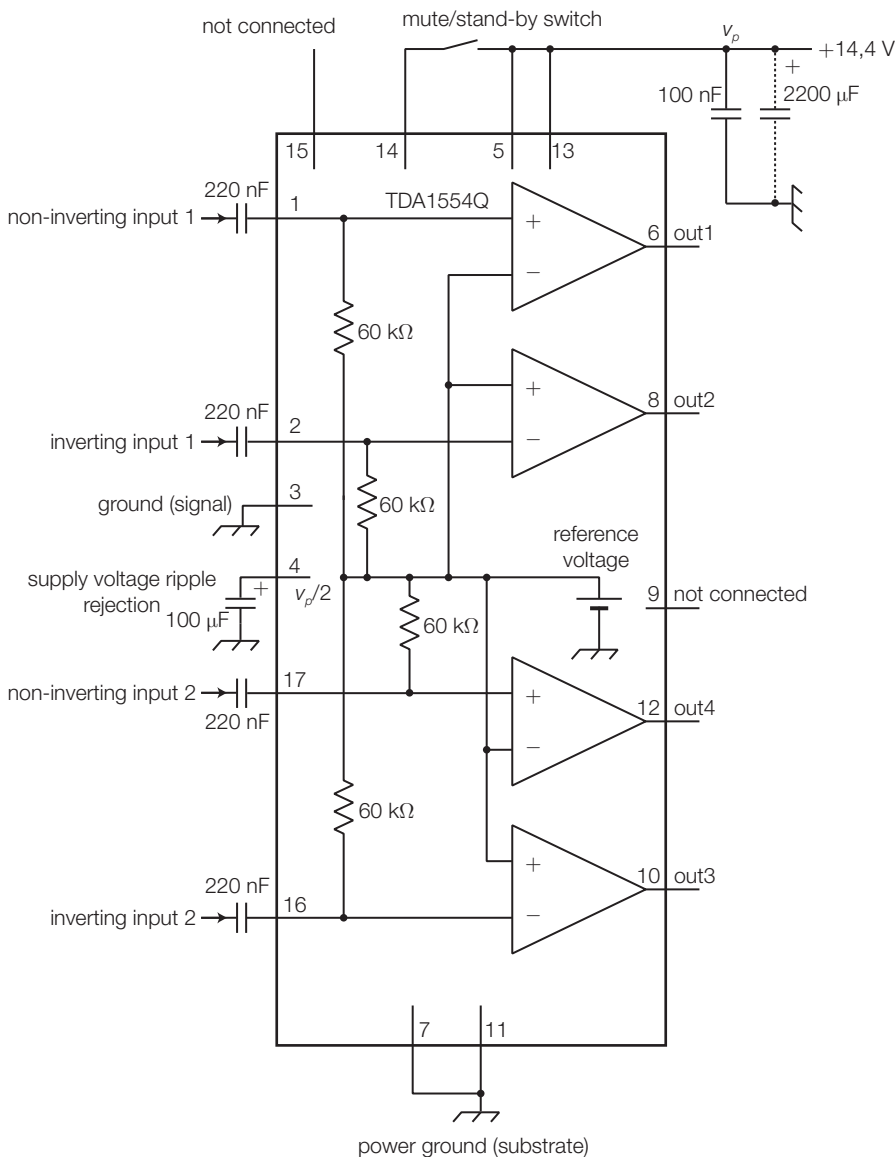 mute/stand-by switch
not connected
vp
+14,4 V
+
100 nF
2200 µF
15
14
5
13
220 nF
1
TDA1554Q
non-inverting input 1
+
6
out1
−
60 kΩ
220 nF
2
+
8
out2
inverting input 1
−
3
ground (signal)
60 kΩ
reference
voltage
4
supply voltage ripple
rejection
+
vp/2
9
not connected
100 µF
60 kΩ
17
non-inverting input 2
220 nF
+
12
out4
−
60 kΩ
+
220 nF
16
10
out3
inverting input 2
−
7
11
power ground (substrate)